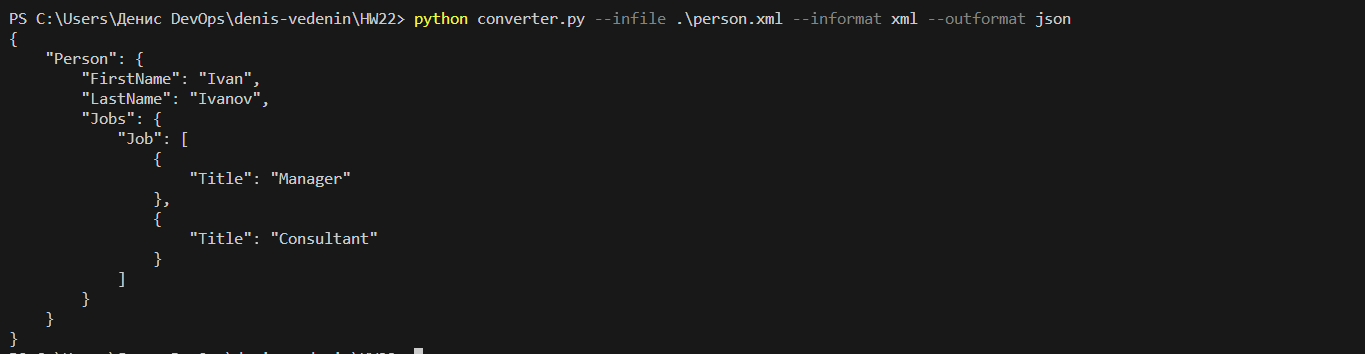 PS C:\Users\Денис DevOps\denis-vedenin\HW22> python converter.py --infile .\person.xml --informat xml --outformat json
{
    "Person": {
        "FirstName": "Ivan",
        "LastName": "Ivanov",
        "Jobs": {
            "Job": [
                {
                    "Title": "Manager"
                },
                {
                    "Title": "Consultant"
                }
            ]
        }
    }
}